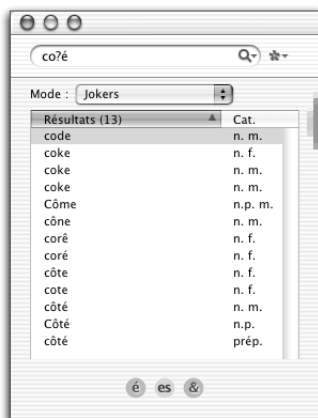 co?é
Mode : Jokers
Résultats (13) Cat.
code n. m.
coke n. f.
coke n. m.
coke n. m.
Côme n.p. m.
cône n. m.
corê n. f.
coré n. f.
côte n. f.
cote n. f.
côté n. m.
Côté n.p.
côté prép.
é es &